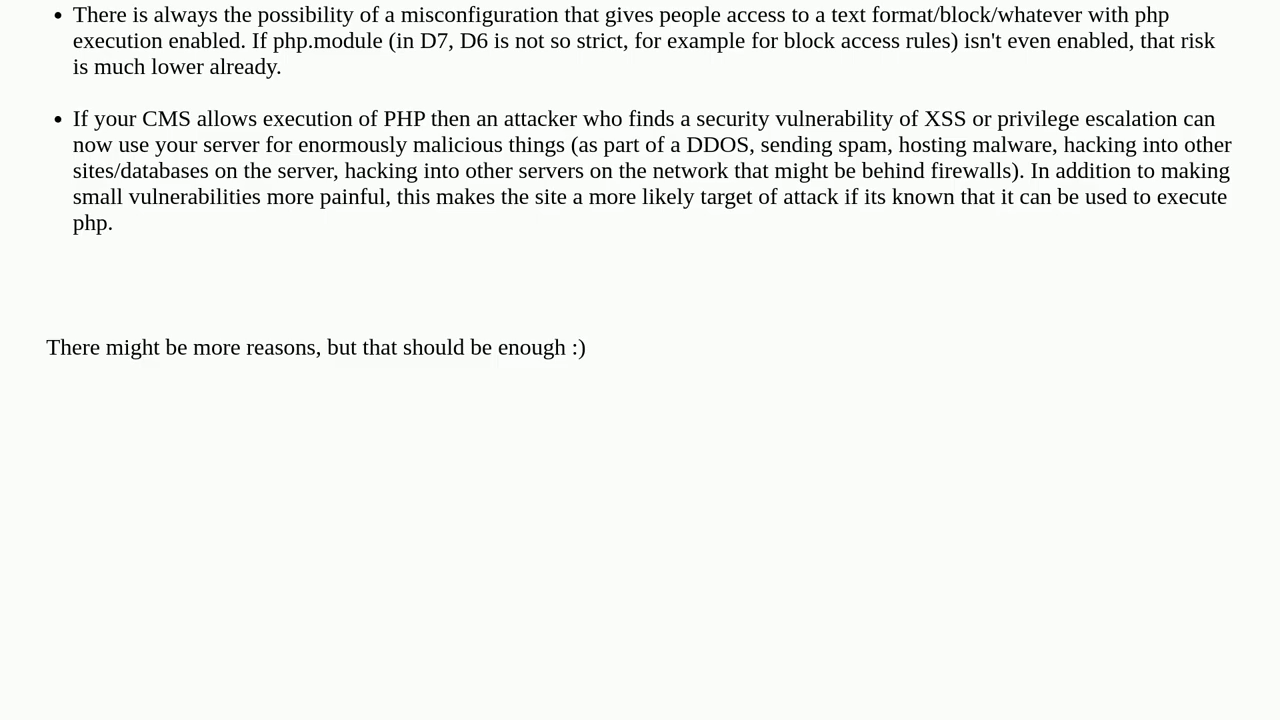 • There is always the possibility of a misconfiguration that gives people access to a text format/block/whatever with php
execution enabled. If php.module (in D7, D6 is not so strict, for example for block access rules) isn't even enabled, that risk
is much lower already.
• If your CMS allows execution of PHP then an attacker who finds a security vulnerability of XSS or privilege escalation can
now use your server for enormously malicious things (as part of a DDOS, sending spam, hosting malware, hacking into other
sites/databases on the server, hacking into other servers on the network that might be behind firewalls). In addition to making
small vulnerabilities more painful, this makes the site a more likely target of attack if its known that it can be used to execute
php.
There might be more reasons, but that should be enough :)